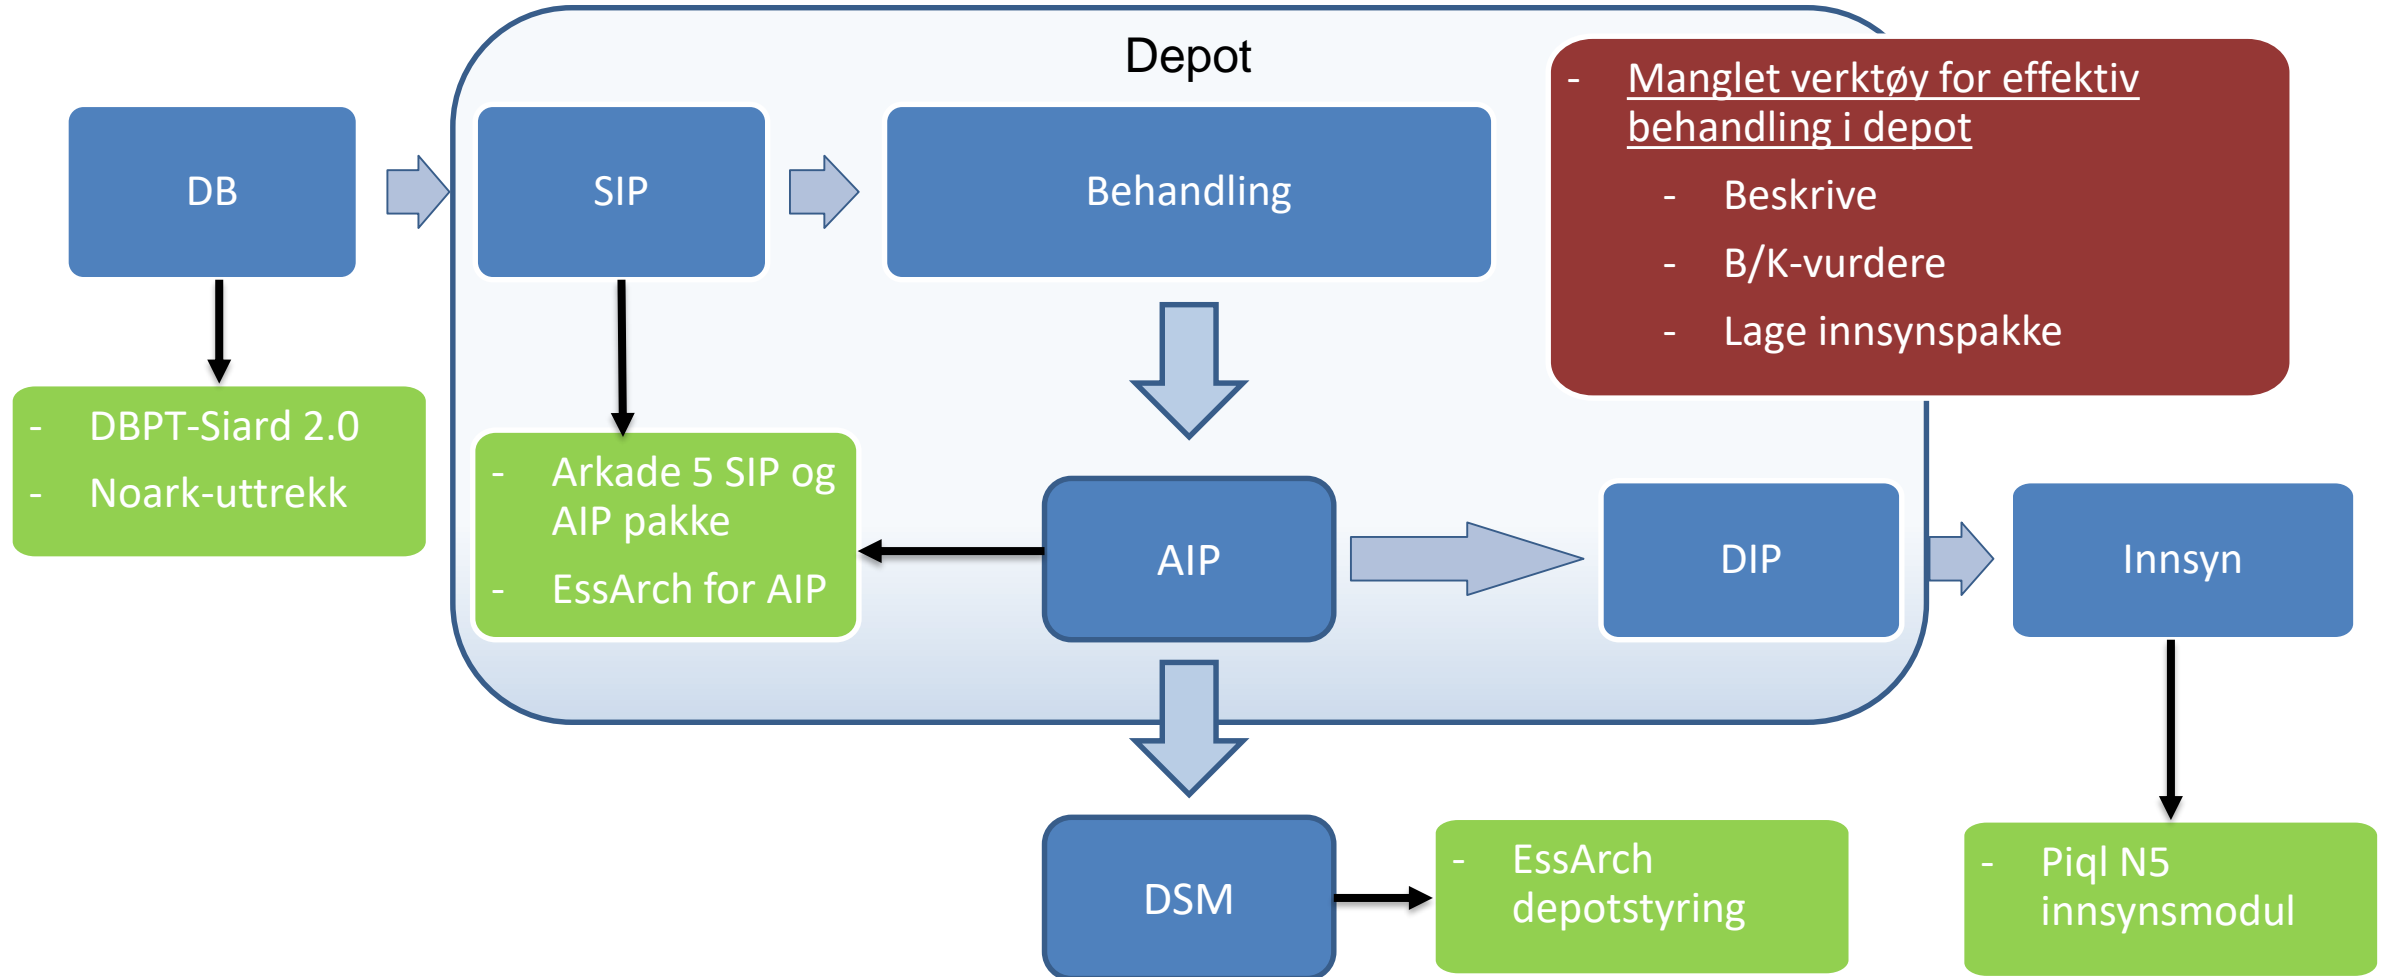 Depot
DB
SIP
Behandling
- Manglet verktøy for effektiv
behandling i depot
- Beskrive
- B/K-vurdere
- Lage innsynspakke
- DBPT-Siard 2.0
- Noark-uttrekk
- Arkade 5 SIP og
AIP pakke
- EssArch for AIP
AIP
DIP
Innsyn
DSM
- EssArch
depotstyring
- Piql N5
innsynsmodul